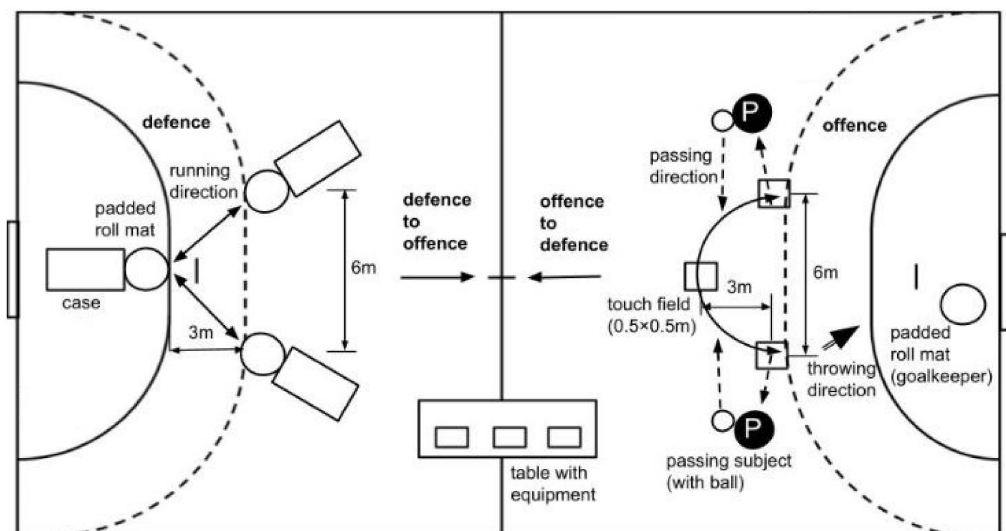 defence
running
direction
padded
roll mat
case
3m
6m
defence
to
offence
offence
to
defence
table with
equipment
P
passing
direction
offence
touch field
(0.5×0.5m)
3m
6m
throwing
direction
padded
roll mat
(goalkeeper)
P
passing subject
(with ball)